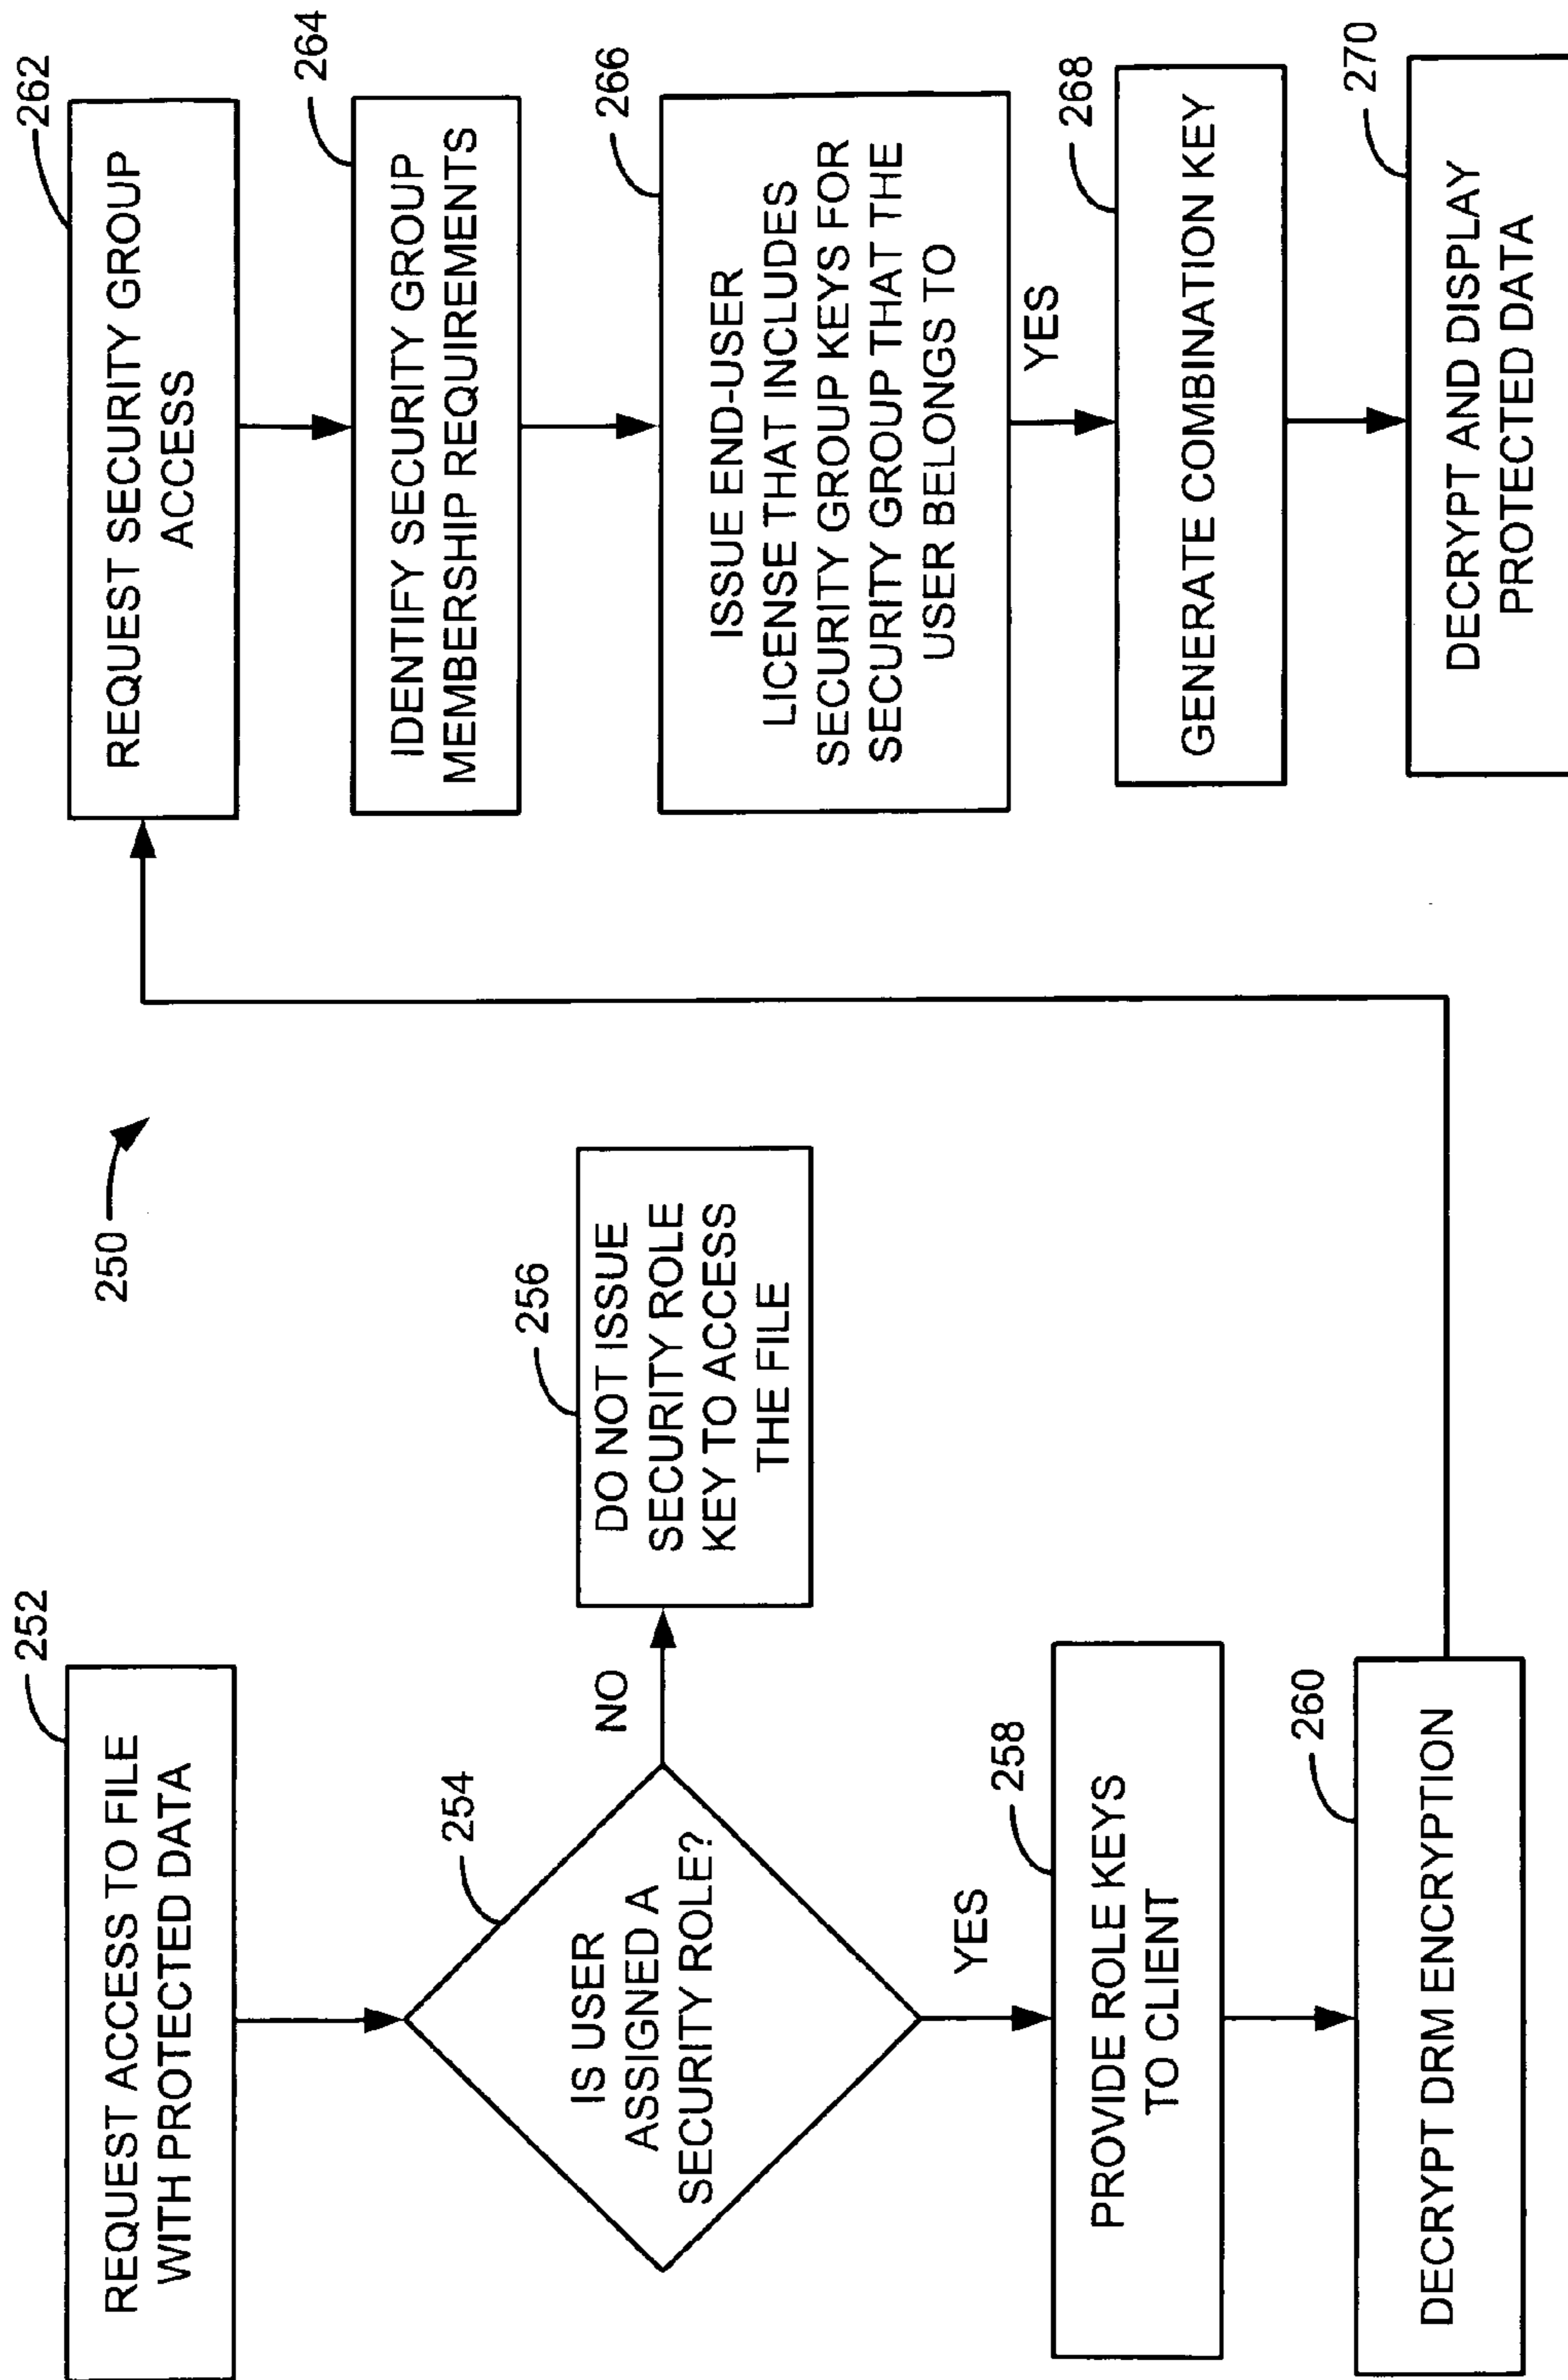 250
252
REQUEST ACCESS TO FILE
WITH PROTECTED DATA
254
IS USER
ASSIGNED A
SECURITY ROLE?
NO
256
DO NOT ISSUE
SECURITY ROLE
KEY TO ACCESS
THE FILE
YES
258
PROVIDE ROLE KEYS
TO CLIENT
260
DECRYPT DRM ENCRYPTION
262
REQUEST SECURITY GROUP
ACCESS
264
IDENTIFY SECURITY GROUP
MEMBERSHIP REQUIREMENTS
266
ISSUE END-USER
LICENSE THAT INCLUDES
SECURITY GROUP KEYS FOR
SECURITY GROUP THAT THE
USER BELONGS TO
YES
268
GENERATE COMBINATION KEY
270
DECRYPT AND DISPLAY
PROTECTED DATA